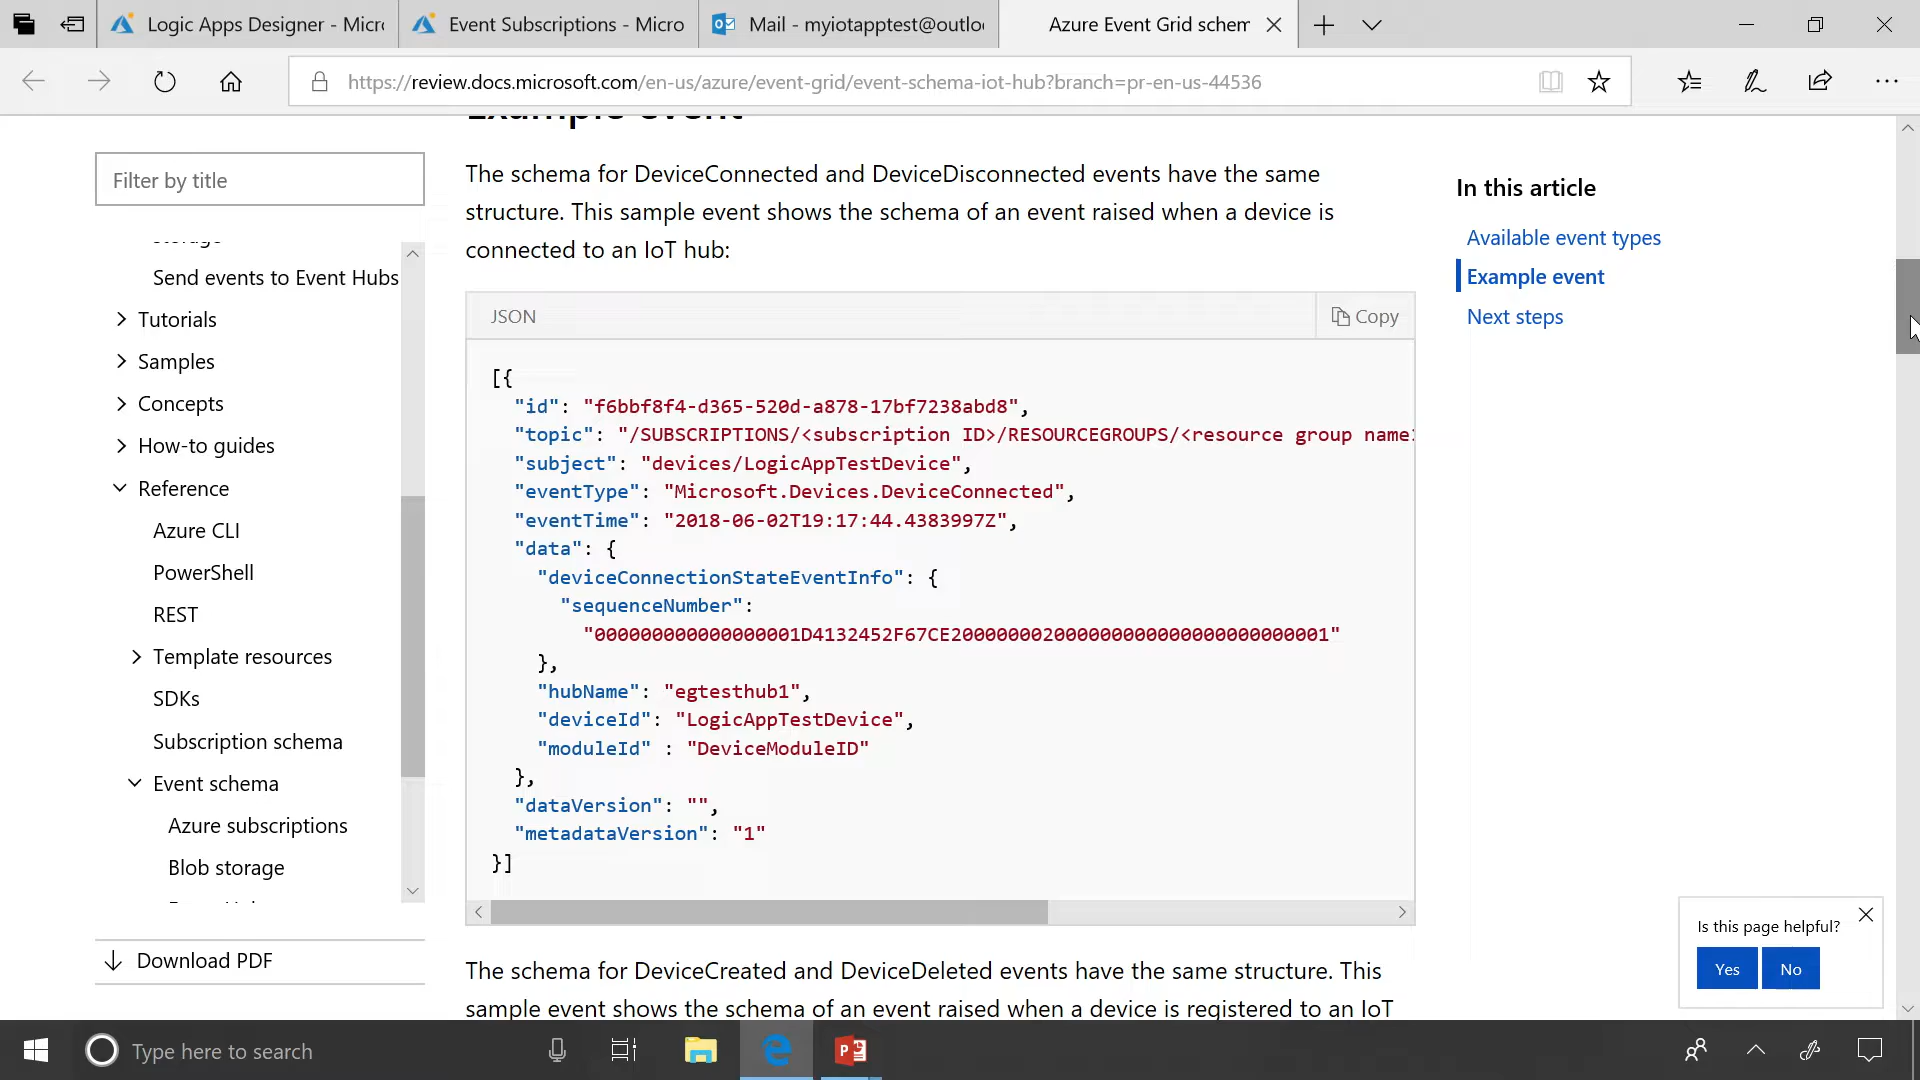 Logic Apps Designer - Micr
Event Subscriptions - Micro
Mail - myiotapptest@outlo
Azure Event Grid schem
https://review.docs.microsoft.com/en-us/azure/event-grid/event-schema-iot-hub?branch=pr-en-us-44536
Example event
Filter by title
storage
Send events to Event Hubs
Tutorials
Samples
Concepts
How-to guides
Reference
Azure CLI
PowerShell
REST
Template resources
SDKs
Subscription schema
Event schema
Azure subscriptions
Blob storage
Download PDF
The schema for DeviceConnected and DeviceDisconnected events have the same
structure. This sample event shows the schema of an event raised when a device is
connected to an IoT hub:
JSON
Copy
[{
"id": "f6bbf8f4-d365-520d-a878-17bf7238abd8",
"topic": "/SUBSCRIPTIONS/<subscription ID>/RESOURCEGROUPS/<resource group name
"subject": "devices/LogicAppTestDevice",
"eventType": "Microsoft.Devices.DeviceConnected",
"eventTime": "2018-06-02T19:17:44.4383997Z",
"data": {
"deviceConnectionStateEventInfo": {
"sequenceNumber":
"000000000000000001D4132452F67CE200000002000000000000000000000001"
},
"hubName": "egtesthub1",
"deviceId": "LogicAppTestDevice",
"moduleId" : "DeviceModuleID"
},
"dataVersion": "",
"metadataVersion": "1"
}]
The schema for DeviceCreated and DeviceDeleted events have the same structure. This
sample event shows the schema of an event raised when a device is registered to an IoT
In this article
Available event types
Example event
Next steps
Is this page helpful?
Yes
No
Type here to search